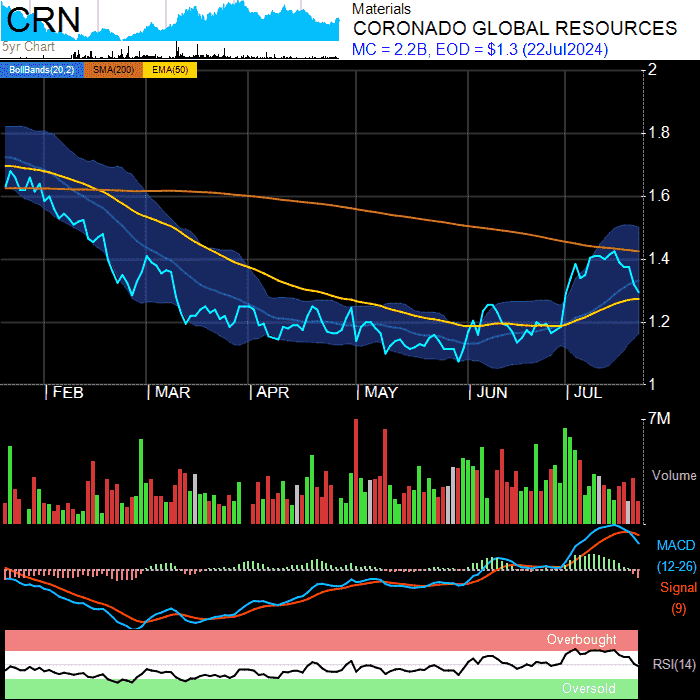 CRN
5yr Chart
Materials
CORONADO GLOBAL RESOURCES
MC = 2.2B, EOD = $1.3 (22Jul2024)
BollBands(20,2) SMA(200) EMA(50)
2
1.8
1.6
1.4
1.2
1
FEB MAR APR MAY JUN JUL
7M
Volume
MACD
(12-26)
Signal
(9)
Overbought
RSI(14)
Oversold